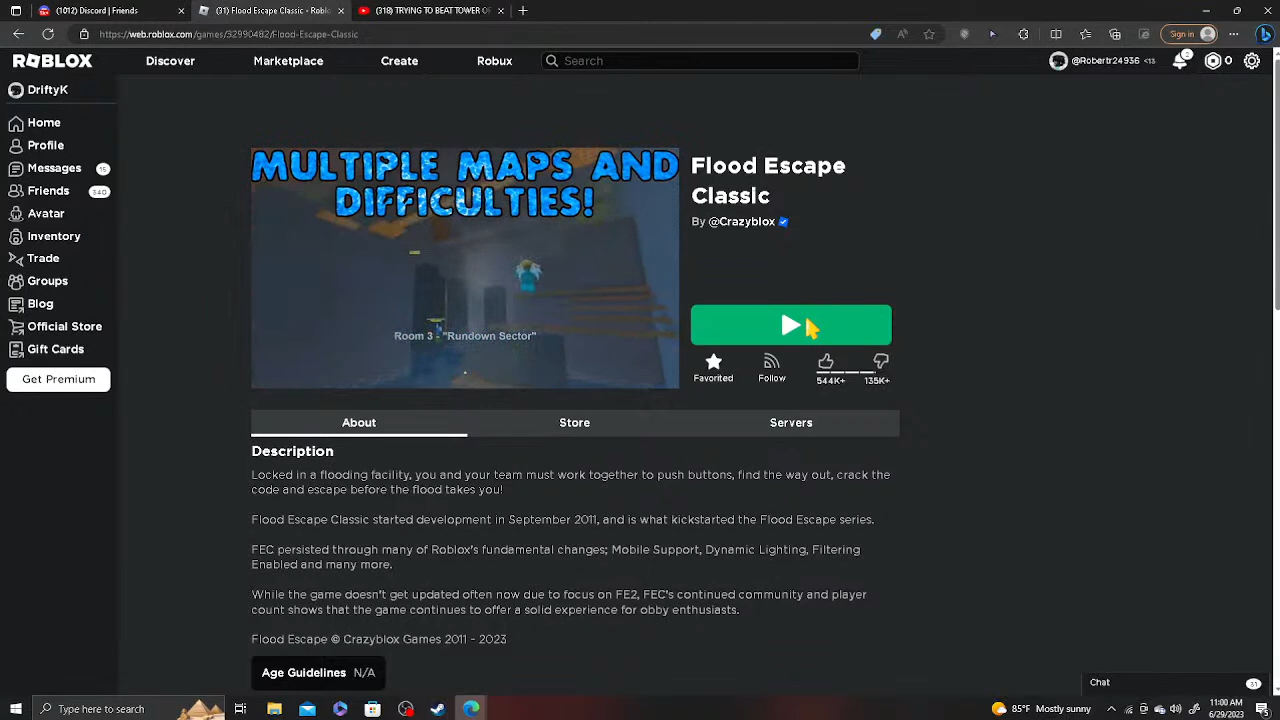 (1012) Discord | Friends
(31) Flood Escape Classic - Roblo
(318) TRYING TO BEAT TOWER OF
https://web.roblox.com/games/32990482/Flood-Escape-Classic
Sign in
ROBLOX
Discover
Marketplace
Create
Robux
Search
@Robertr24936 <13
2
0
DriftyK
Home
Profile
Messages 15
Friends 340
Avatar
Inventory
Trade
Groups
Blog
Official Store
Gift Cards
Get Premium
MULTIPLE MAPS AND
DIFFICULTIES!
Room 3 - "Rundown Sector"
Flood Escape
Classic
By @Crazyblox
Favorited
Follow
544K+
135K+
About
Store
Servers
Description
Locked in a flooding facility, you and your team must work together to push buttons, find the way out, crack the
code and escape before the flood takes you!
Flood Escape Classic started development in September 2011, and is what kickstarted the Flood Escape series.
FEC persisted through many of Roblox's fundamental changes; Mobile Support, Dynamic Lighting, Filtering
Enabled and many more.
While the game doesn't get updated often now due to focus on FE2, FEC's continued community and player
count shows that the game continues to offer a solid experience for obby enthusiasts.
Flood Escape © Crazyblox Games 2011 - 2023
Age Guidelines N/A
Chat
31
Type here to search
85°F Mostly sunny
11:00 AM
6/29/2023